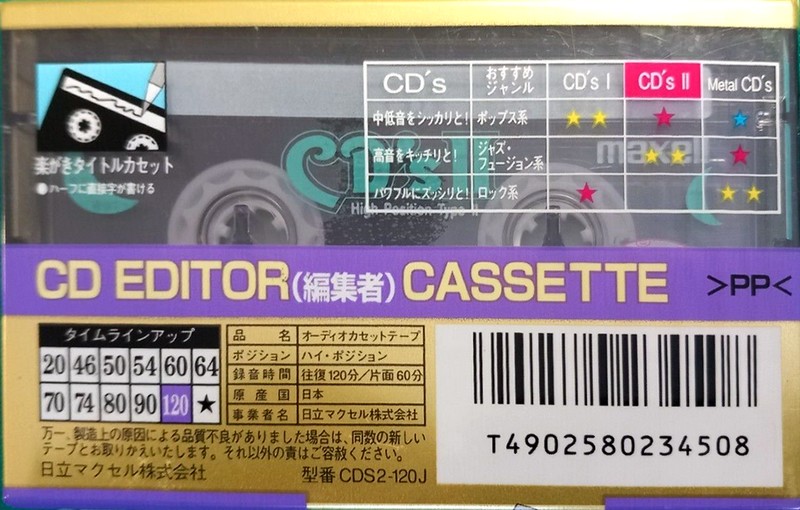 CD's おすすめジャンル CD's I CD's II Metal CD's
中低音をシッカリと! ポップス系 ★★ ★ ★
高音をキッチリと! ジャズ・フュージョン系 ★★ ★
パワフルにズッシリと! ロック系 ★ ★★
楽がきタイトルカセット
●ハーフに直接字が書ける
maxell
CD's II
High Position Type II
CD EDITOR(編集者)CASSETTE >PP<
タイムラインアップ
20 46 50 54 60 64
70 74 80 90 120 ★
品名 オーディオカセットテープ
ポジション ハイ・ポジション
録音時間 往復120分/片面60分
原産国 日本
事業者名 日立マクセル株式会社
万一、製造上の原因による品質不良がありました場合は、同数の新しい
テープとお取りかえいたします。それ以外の責はご容赦ください。
日立マクセル株式会社 型番 CDS2-120J
T4902580234508